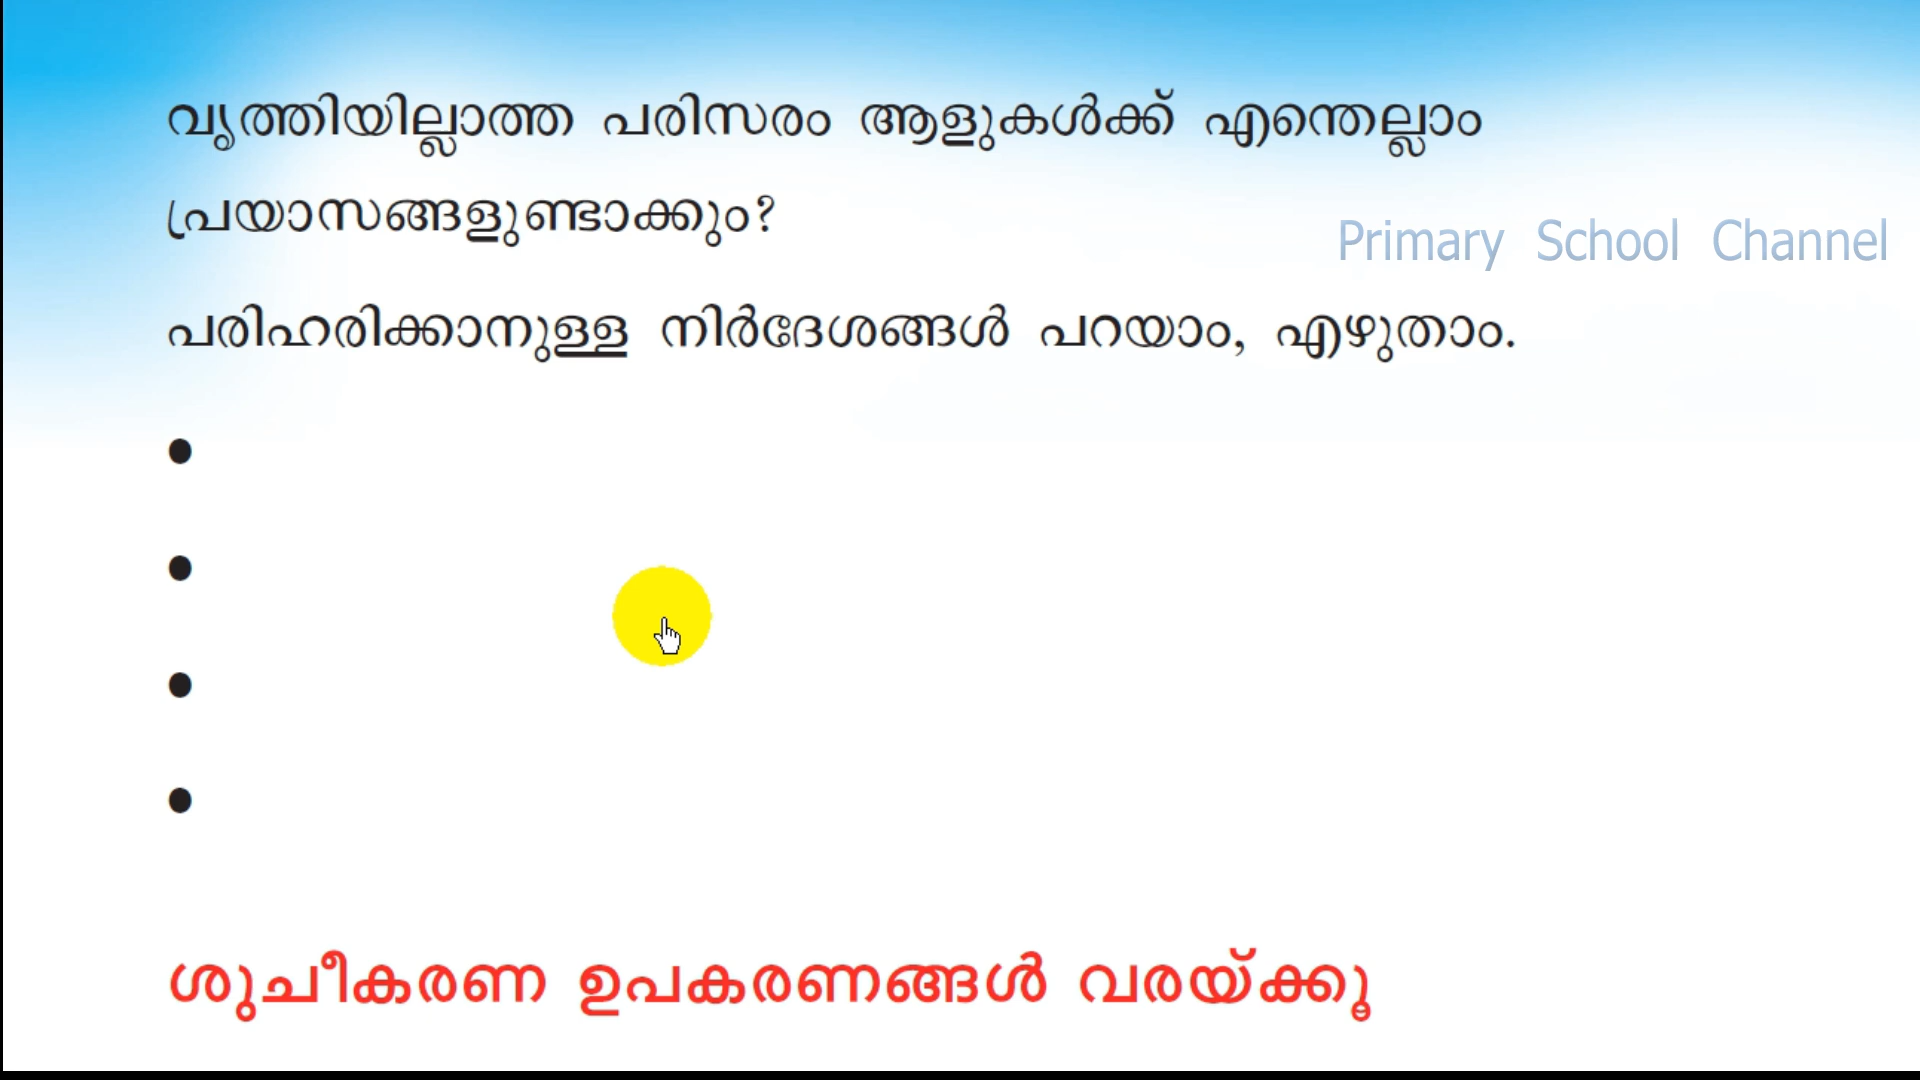 വൃത്തിയില്ലാത്ത പരിസരം ആളുകൾക്ക് എന്തെല്ലാം
പ്രയാസങ്ങളുണ്ടാക്കും?
Primary School Channel
പരിഹരിക്കാനുള്ള നിർദേശങ്ങൾ പറയാം, എഴുതാം.
ശുചീകരണ ഉപകരണങ്ങൾ വരയ്ക്കൂ